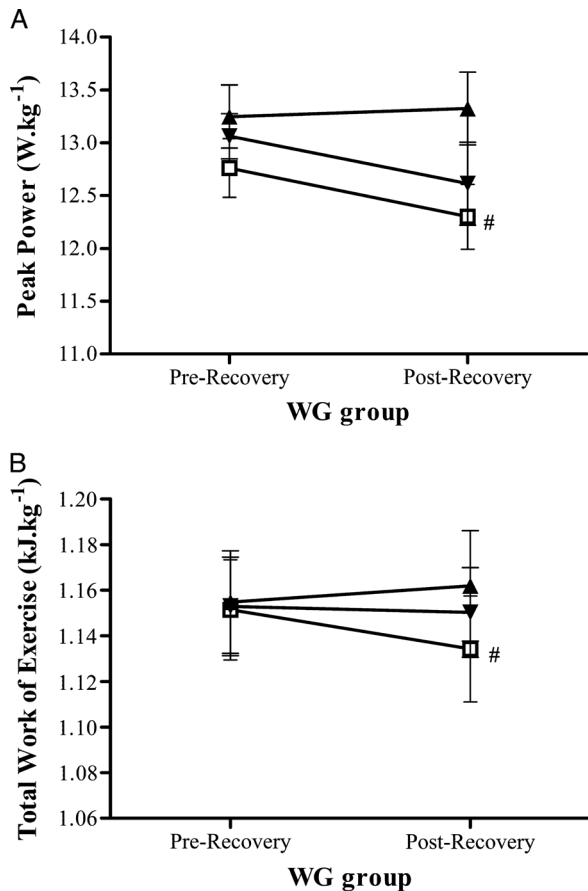 A
Peak Power (W.kg⁻¹)
14.0
13.5
13.0
12.5
12.0
11.5
11.0
#
Pre-Recovery Post-Recovery
WG group
B
Total Work of Exercise (kJ.kg⁻¹)
1.20
1.18
1.16
1.14
1.12
1.10
1.08
1.06
#
Pre-Recovery Post-Recovery
WG group